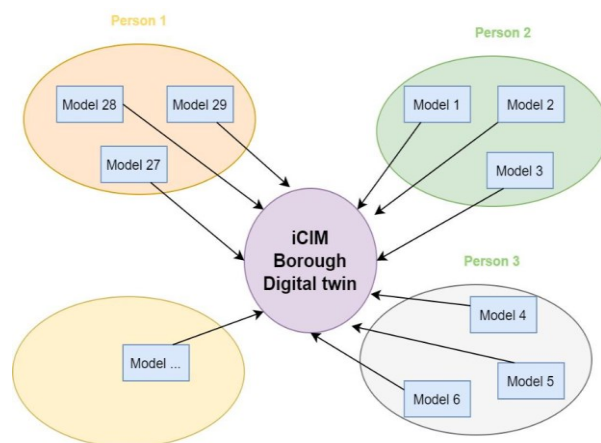 Person 1
Person 2
Model 28
Model 29
Model 27
Model 1
Model 2
Model 3
iCIM
Borough
Digital twin
Person 3
Model 4
Model 5
Model 6
Model ...